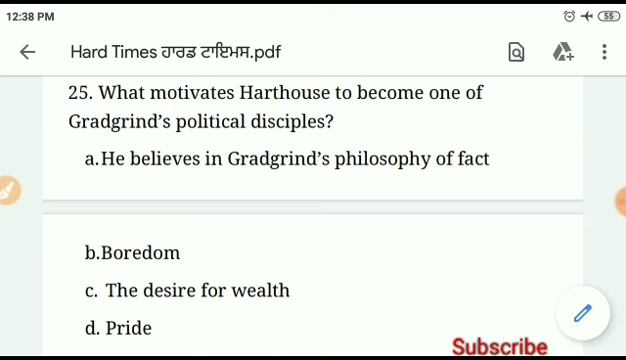 12:38 PM
55
Hard Times ਹਾਰਡ ਟਾਇਮਸ.pdf
25. What motivates Harthouse to become one of
Gradgrind’s political disciples?
a.He believes in Gradgrind’s philosophy of fact
b.Boredom
c. The desire for wealth
d. Pride
Subscribe